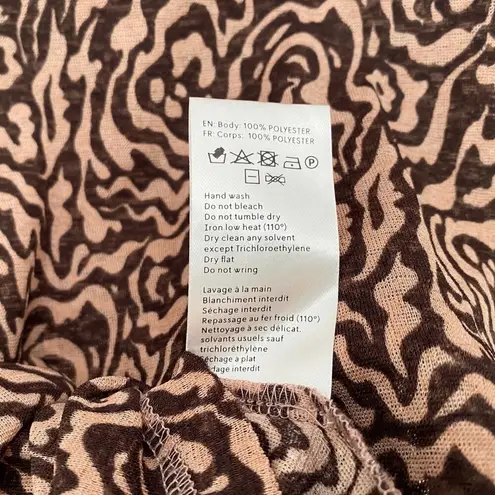 EN: Body: 100% POLYESTER
FR: Corps: 100% POLYESTER
P
Hand wash
Do not bleach
Do not tumble dry
Iron low heat (110°)
Dry clean any solvent
except Trichloroethylene
Dry flat
Do not wring
Lavage à la main
Blanchiment interdit
Séchage interdit
Repassage au fer froid (110°)
Nettoyage à sec délicat.
solvants usuels sauf
trichloréthylène
Séchage a plat
interdit